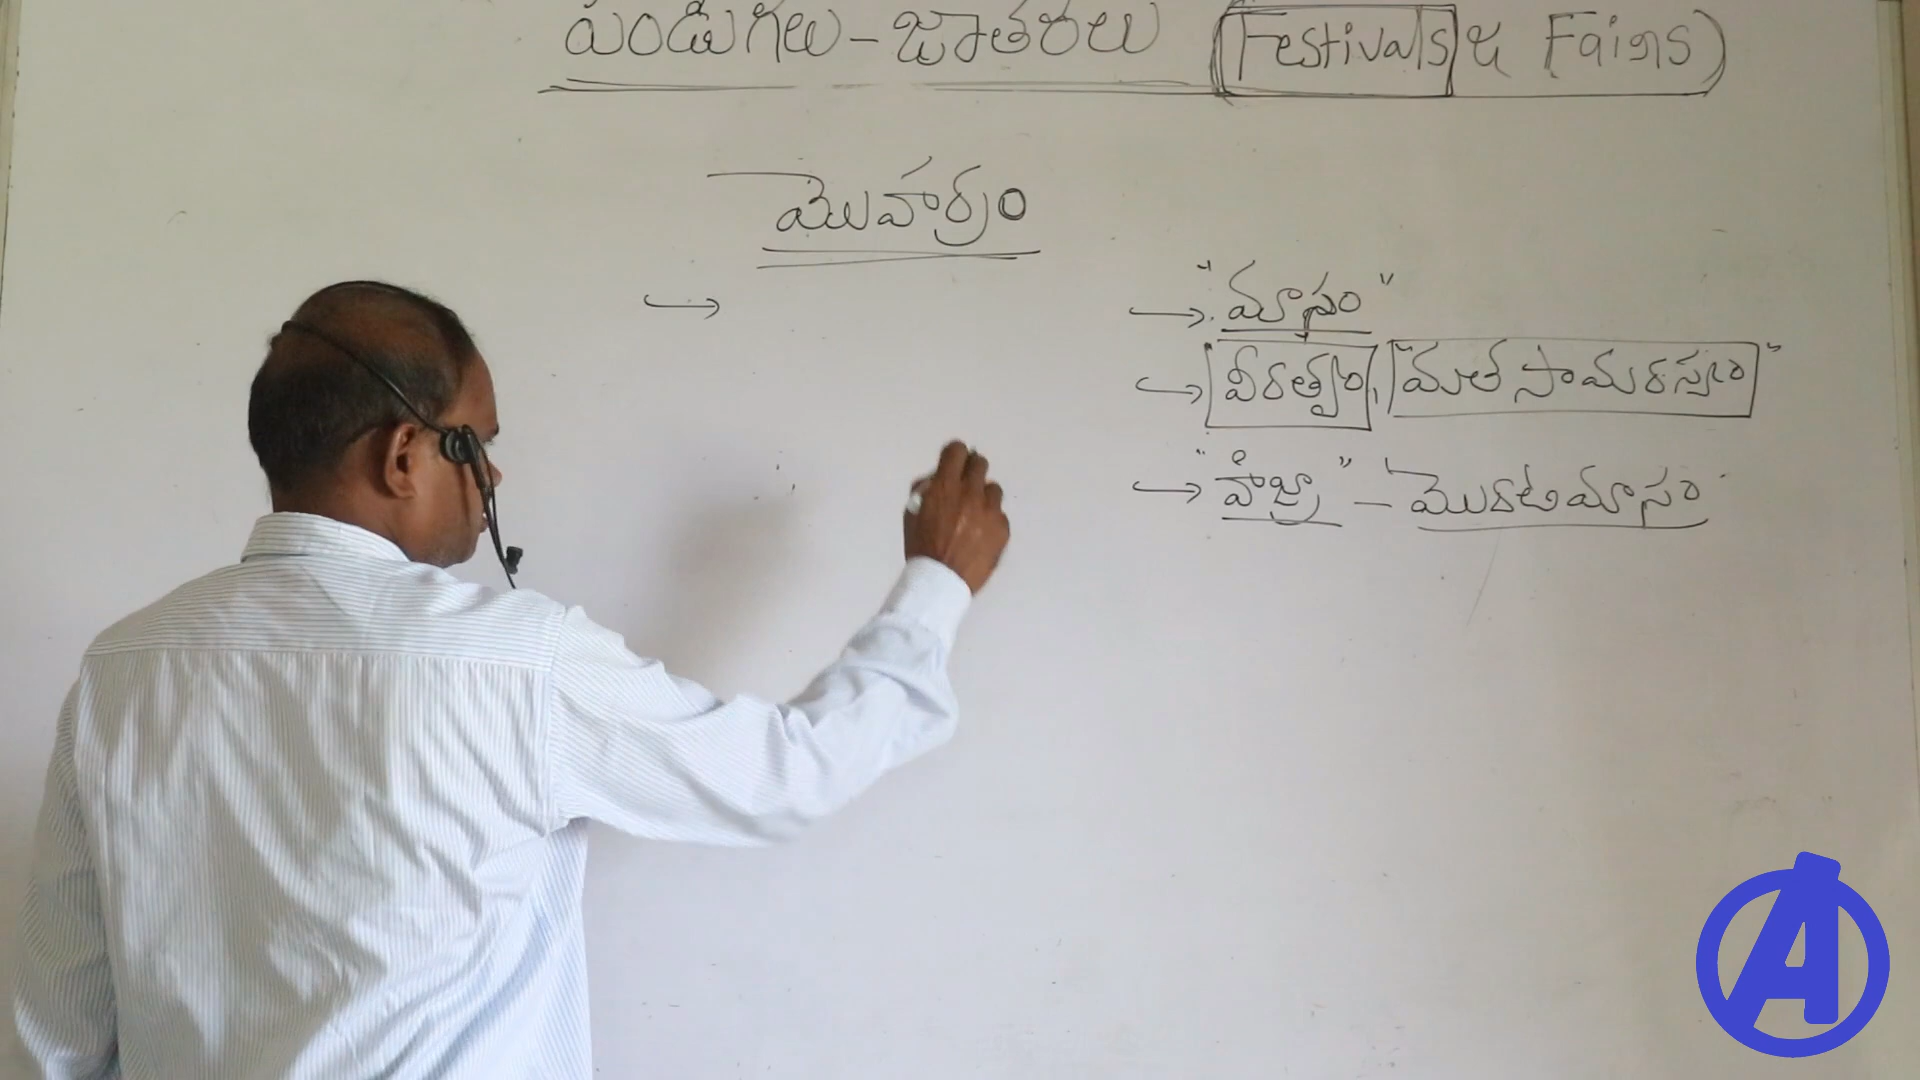 పండుగలు - జాతరలు (Festivals & Fairs)
మొహర్రం
→
→ "మాసం"
→ వీరత్వం, "మత సామరస్యం"
→ "హిజ్రీ" - మొదటి మాసం